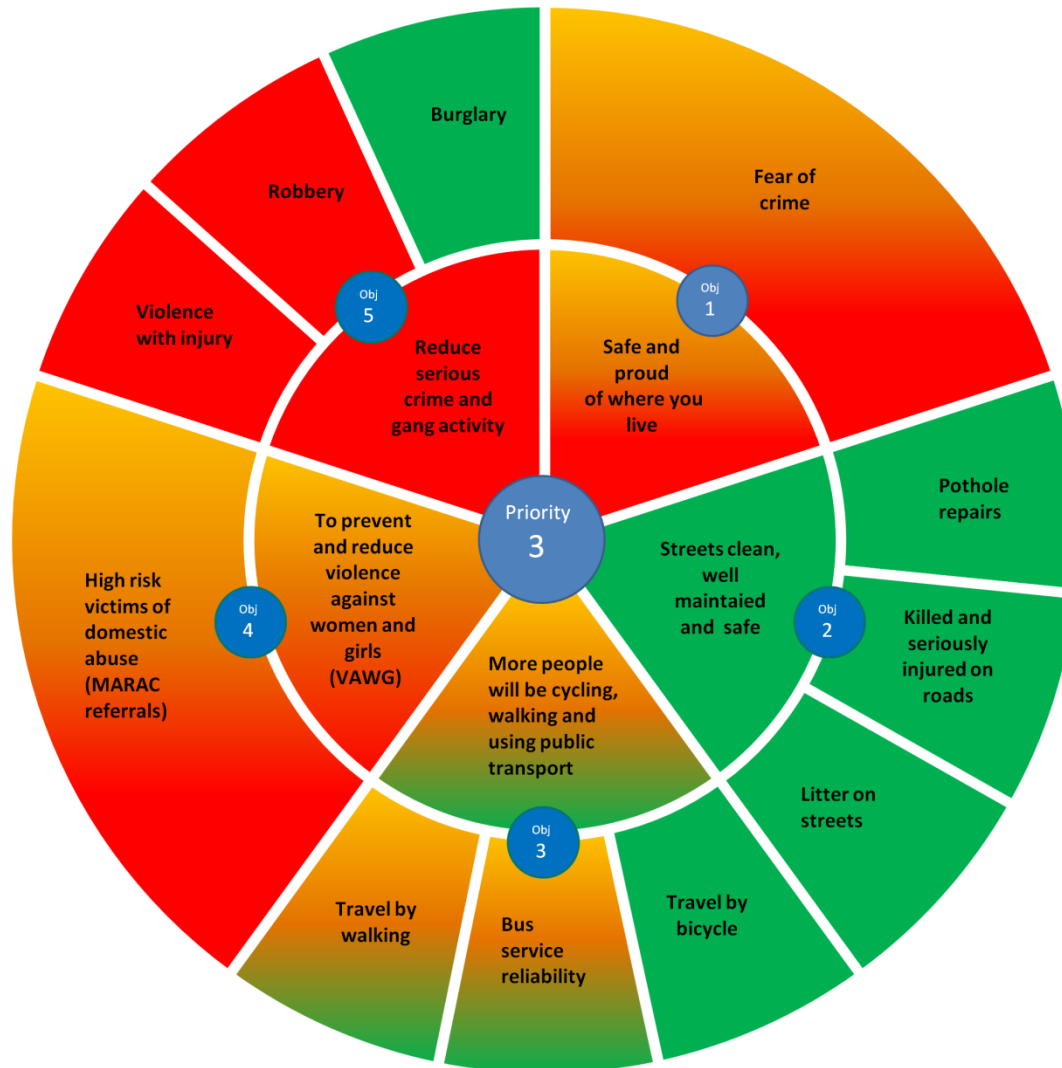 Priority
3
Obj
1
Safe and
proud
of where you
live
Fear of
crime
Obj
2
Streets clean,
well
maintaied
and safe
Pothole
repairs
Killed and
seriously
injured on
roads
Litter on
streets
Obj
3
More people
will be cycling,
walking and
using public
transport
Travel by
bicycle
Bus
service
reliability
Travel by
walking
Obj
4
To prevent
and reduce
violence
against
women and
girls
(VAWG)
High risk
victims of
domestic
abuse
(MARAC
referrals)
Obj
5
Reduce
serious
crime and
gang activity
Violence
with injury
Robbery
Burglary